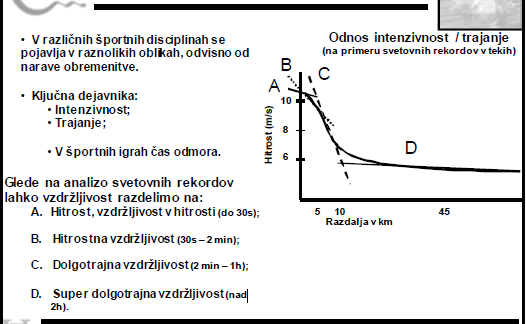 • V različnih športnih disciplinah se
pojavlja v raznolikih oblikah, odvisno od
narave obremenitve.
• Ključna dejavnika:
• Intenzivnost;
• Trajanje;
• V športnih igrah čas odmora.
Glede na analizo svetovnih rekordov
lahko vzdržljivost razdelimo na:
A. Hitrost, vzdržljivost v hitrosti (do 30s);
B. Hitrostna vzdržljivost (30s – 2 min);
C. Dolgotrajna vzdržljivost (2 min – 1h);
D. Super dolgotrajna vzdržljivost (nad
2h).
Odnos intenzivnost / trajanje
(na primeru svetovnih rekordov v tekih)
B
C
A
D
Hitrost (m/s)
10
8
6
5 10 45
Razdalja v km